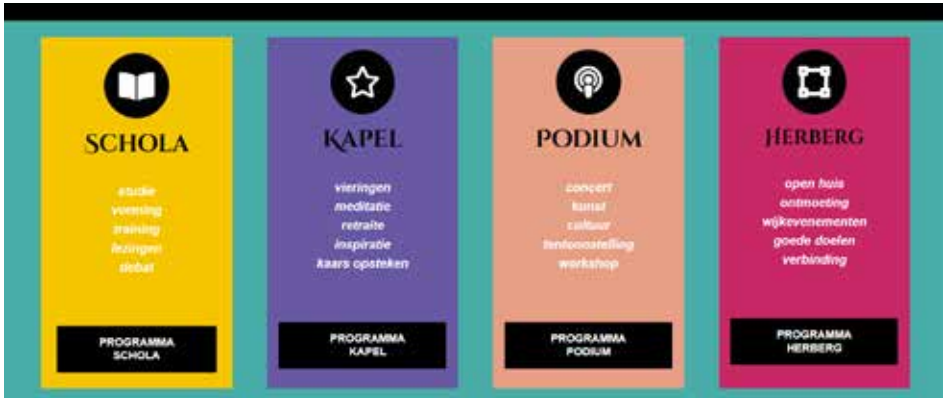 SCHOLA
studie
vorming
training
lezingen
debat
PROGRAMMA
SCHOLA
KAPEL
vieringen
meditatie
retraite
inspiratie
kaars opsteken
PROGRAMMA
KAPEL
PODIUM
concert
kunst
cultuur
tentoonstelling
workshop
PROGRAMMA
PODIUM
HERBERG
open huis
ontmoeting
wijkevenementen
goede doelen
verbinding
PROGRAMMA
HERBERG